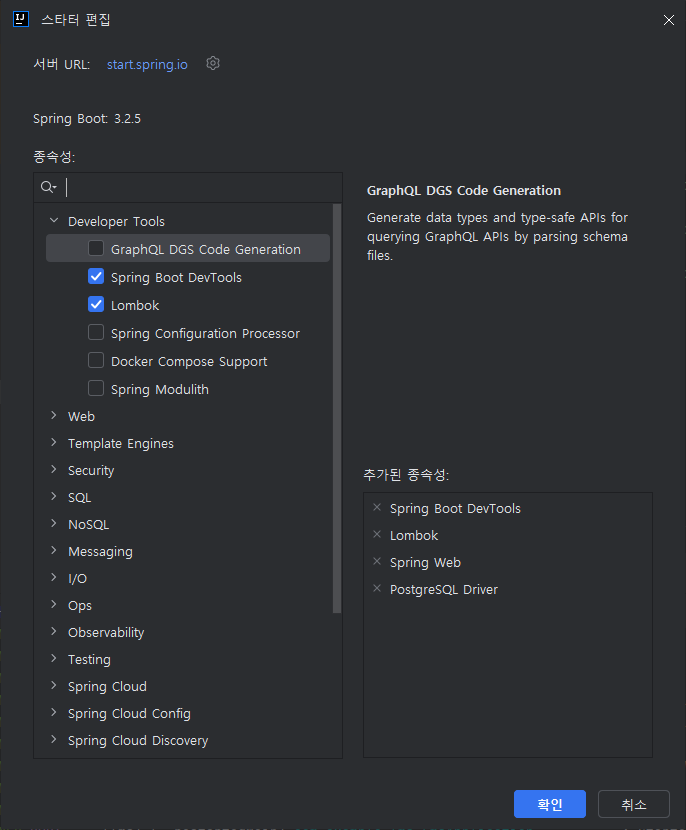 스타터 편집
서버 URL: start.spring.io
Spring Boot: 3.2.5
종속성:
Developer Tools
GraphQL DGS Code Generation
Spring Boot DevTools
Lombok
Spring Configuration Processor
Docker Compose Support
Spring Modulith
Web
Template Engines
Security
SQL
NoSQL
Messaging
I/O
Ops
Observability
Testing
Spring Cloud
Spring Cloud Config
Spring Cloud Discovery
GraphQL DGS Code Generation
Generate data types and type-safe APIs for
querying GraphQL APIs by parsing schema
files.
추가된 종속성:
Spring Boot DevTools
Lombok
Spring Web
PostgreSQL Driver
확인
취소